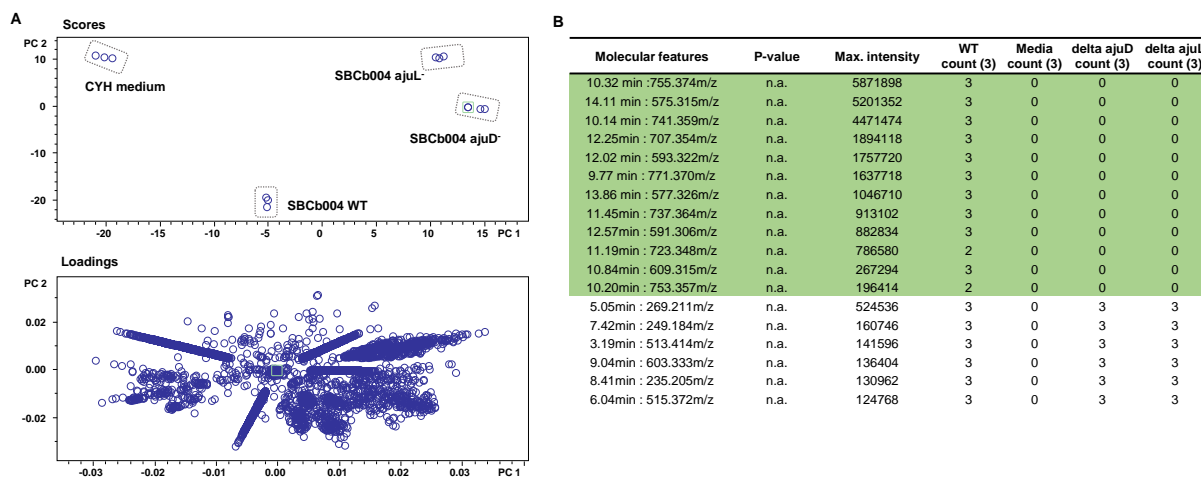 A
Scores
PC 2
10
0
-10
-20
CYH medium
SBCb004 ajuL-
SBCb004 ajuD-
SBCb004 WT
-20 -15 -10 -5 0 5 10 15 PC 1
Loadings
PC 2
0.02
0.00
-0.02
-0.03 -0.02 -0.01 0.00 0.01 0.02 0.03 PC 1
B
Molecular features P-value Max. intensity WT count (3) Media count (3) delta ajuD count (3) delta ajuL count (3)
10.32 min :755.374m/z n.a. 5871898 3 0 0 0
14.11 min : 575.315m/z n.a. 5201352 3 0 0 0
10.14 min : 741.359m/z n.a. 4471474 3 0 0 0
12.25min : 707.354m/z n.a. 1894118 3 0 0 0
12.02 min : 593.322m/z n.a. 1757720 3 0 0 0
9.77 min : 771.370m/z n.a. 1637718 3 0 0 0
13.86 min : 577.326m/z n.a. 1046710 3 0 0 0
11.45min : 737.364m/z n.a. 913102 3 0 0 0
12.57min : 591.306m/z n.a. 882834 3 0 0 0
11.19min : 723.348m/z n.a. 786580 2 0 0 0
10.84min : 609.315m/z n.a. 267294 3 0 0 0
10.20min : 753.357m/z n.a. 196414 2 0 0 0
5.05min : 269.211m/z n.a. 524536 3 0 3 3
7.42min : 249.184m/z n.a. 160746 3 0 3 3
3.19min : 513.414m/z n.a. 141596 3 0 3 3
9.04min : 603.333m/z n.a. 136404 3 0 3 3
8.41min : 235.205m/z n.a. 130962 3 0 3 3
6.04min : 515.372m/z n.a. 124768 3 0 3 3